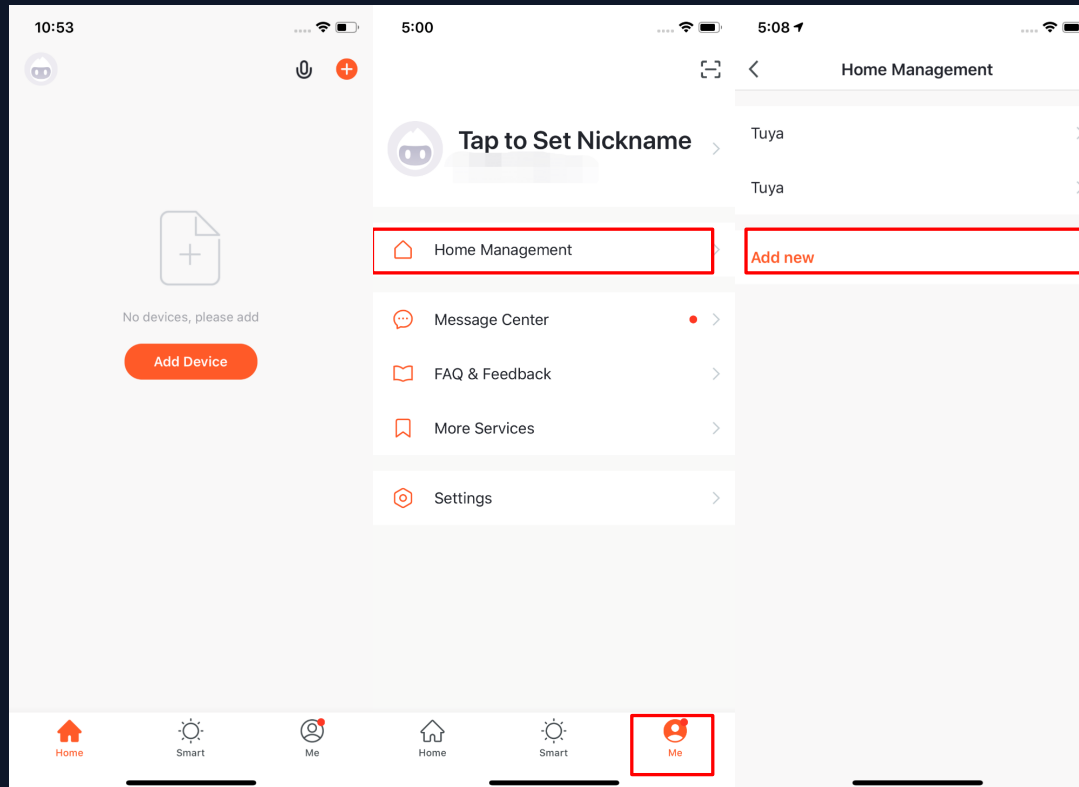 10:53
No devices, please add
Add Device
Home
Smart
Me
5:00
Tap to Set Nickname
Home Management
Message Center
FAQ & Feedback
More Services
Settings
Home
Smart
Me
5:08
Home Management
Tuya
Tuya
Add new